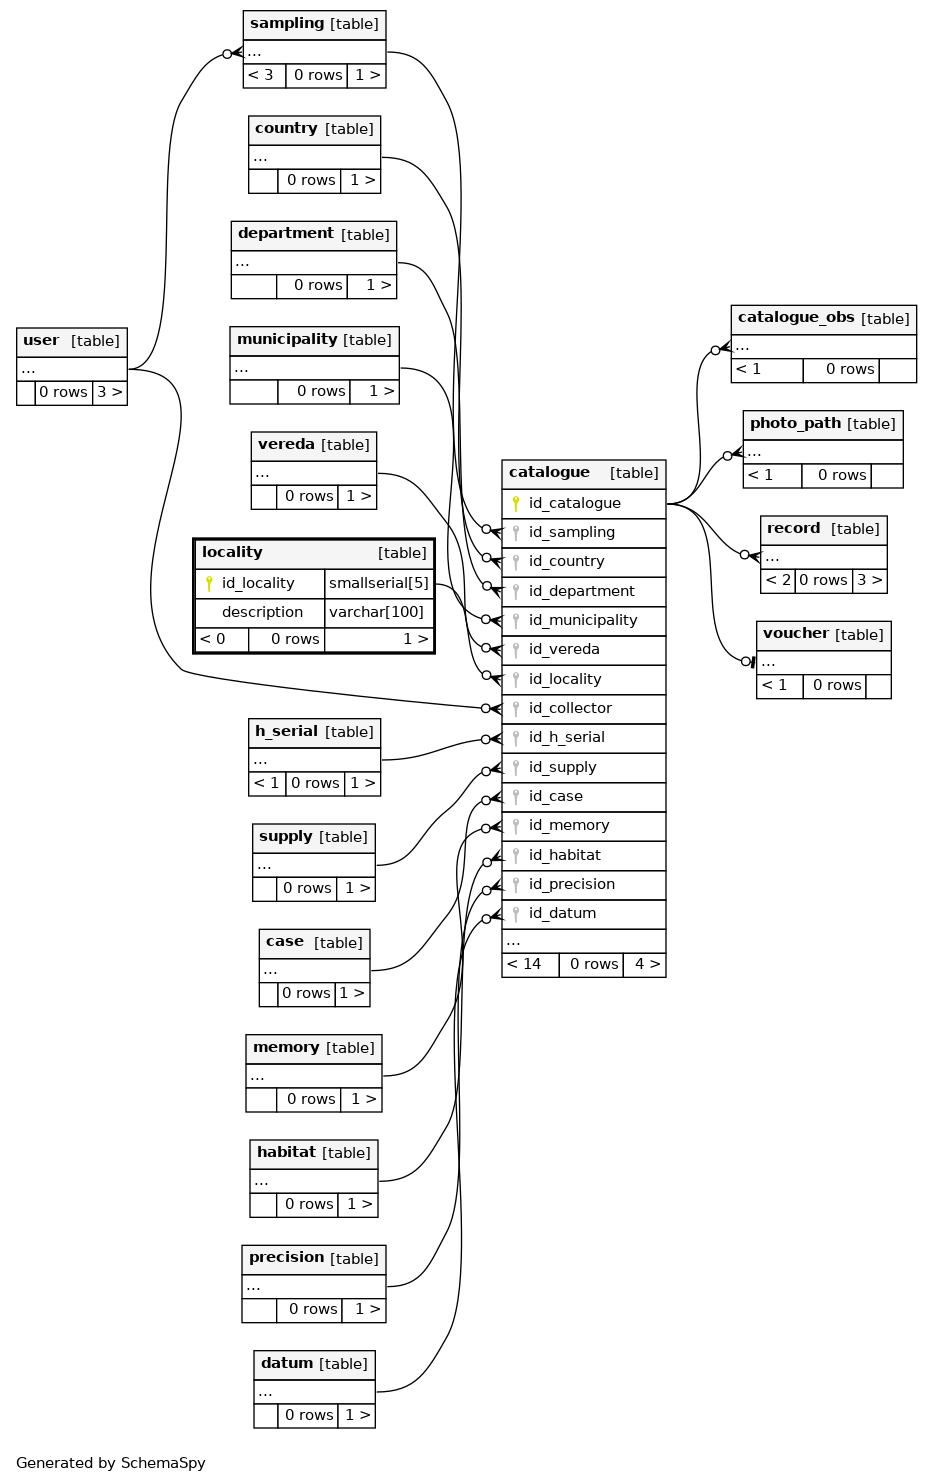 sampling [table]
...
< 3 0 rows 1 >
country [table]
...
0 rows 1 >
department [table]
...
0 rows 1 >
municipality [table]
...
0 rows 1 >
user [table]
...
0 rows 3 >
vereda [table]
...
0 rows 1 >
locality [table]
id_locality smallserial[5]
description varchar[100]
< 0 0 rows 1 >
h_serial [table]
...
< 1 0 rows 1 >
supply [table]
...
0 rows 1 >
case [table]
...
0 rows 1 >
memory [table]
...
0 rows 1 >
habitat [table]
...
0 rows 1 >
precision [table]
...
0 rows 1 >
datum [table]
...
0 rows 1 >
catalogue [table]
id_catalogue
id_sampling
id_country
id_department
id_municipality
id_vereda
id_locality
id_collector
id_h_serial
id_supply
id_case
id_memory
id_habitat
id_precision
id_datum
...
< 14 0 rows 4 >
catalogue_obs [table]
...
< 1 0 rows
photo_path [table]
...
< 1 0 rows
record [table]
...
< 2 0 rows 3 >
voucher [table]
...
< 1 0 rows
Generated by SchemaSpy